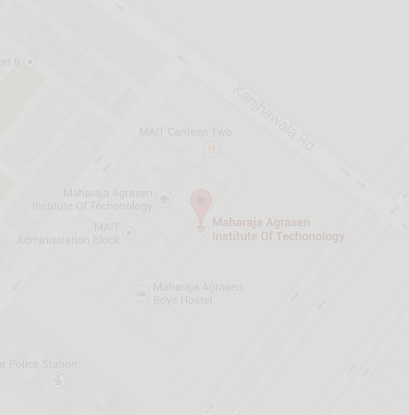 Kanjhawala Rd
MAIT Canteen Two
Maharaja Agrasen
Institute Of Techonology
Maharaja Agrasen
Institute Of Techonology
MAIT
Administration Block
Maharaja Agrasen
Boys Hostel
Police Station